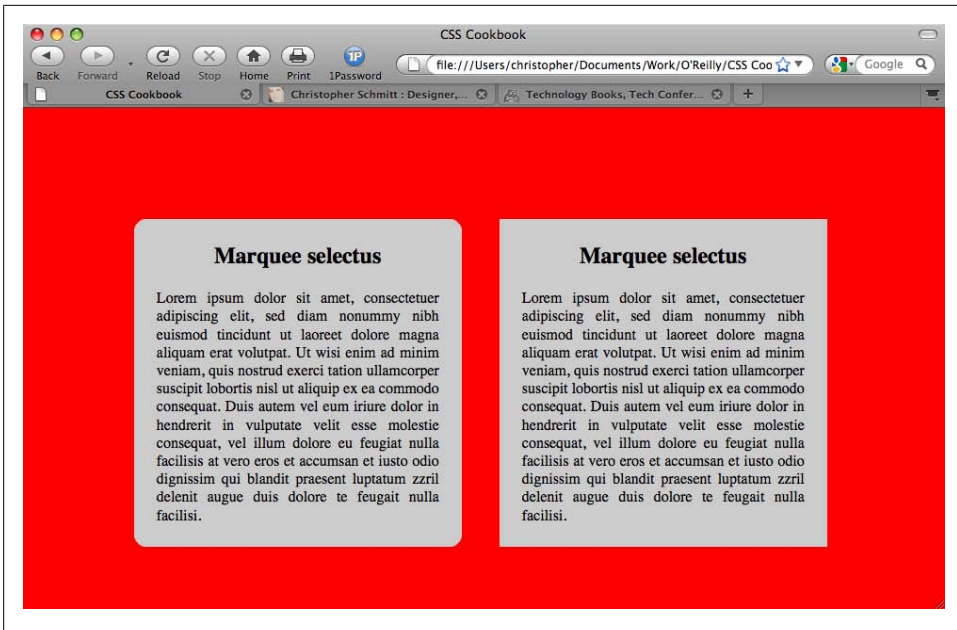 CSS Cookbook
Back Forward Reload Stop Home Print 1Password
file:///Users/christopher/Documents/Work/O'Reilly/CSS Coo
Google
CSS Cookbook
Christopher Schmitt : Designer,...
Technology Books, Tech Confer...
Marquee selectus
Lorem ipsum dolor sit amet, consectetuer
adipiscing elit, sed diam nonummy nibh
euismod tincidunt ut laoreet dolore magna
aliquam erat volutpat. Ut wisi enim ad minim
veniam, quis nostrud exerci tation ullamcorper
suscipit lobortis nisl ut aliquip ex ea commodo
consequat. Duis autem vel eum iriure dolor in
hendrerit in vulputate velit esse molestie
consequat, vel illum dolore eu feugiat nulla
facilisis at vero eros et accumsan et iusto odio
dignissim qui blandit praesent luptatum zzril
delenit augue duis dolore te feugait nulla
facilisi.
Marquee selectus
Lorem ipsum dolor sit amet, consectetuer
adipiscing elit, sed diam nonummy nibh
euismod tincidunt ut laoreet dolore magna
aliquam erat volutpat. Ut wisi enim ad minim
veniam, quis nostrud exerci tation ullamcorper
suscipit lobortis nisl ut aliquip ex ea commodo
consequat. Duis autem vel eum iriure dolor in
hendrerit in vulputate velit esse molestie
consequat, vel illum dolore eu feugiat nulla
facilisis at vero eros et accumsan et iusto odio
dignissim qui blandit praesent luptatum zzril
delenit augue duis dolore te feugait nulla
facilisi.